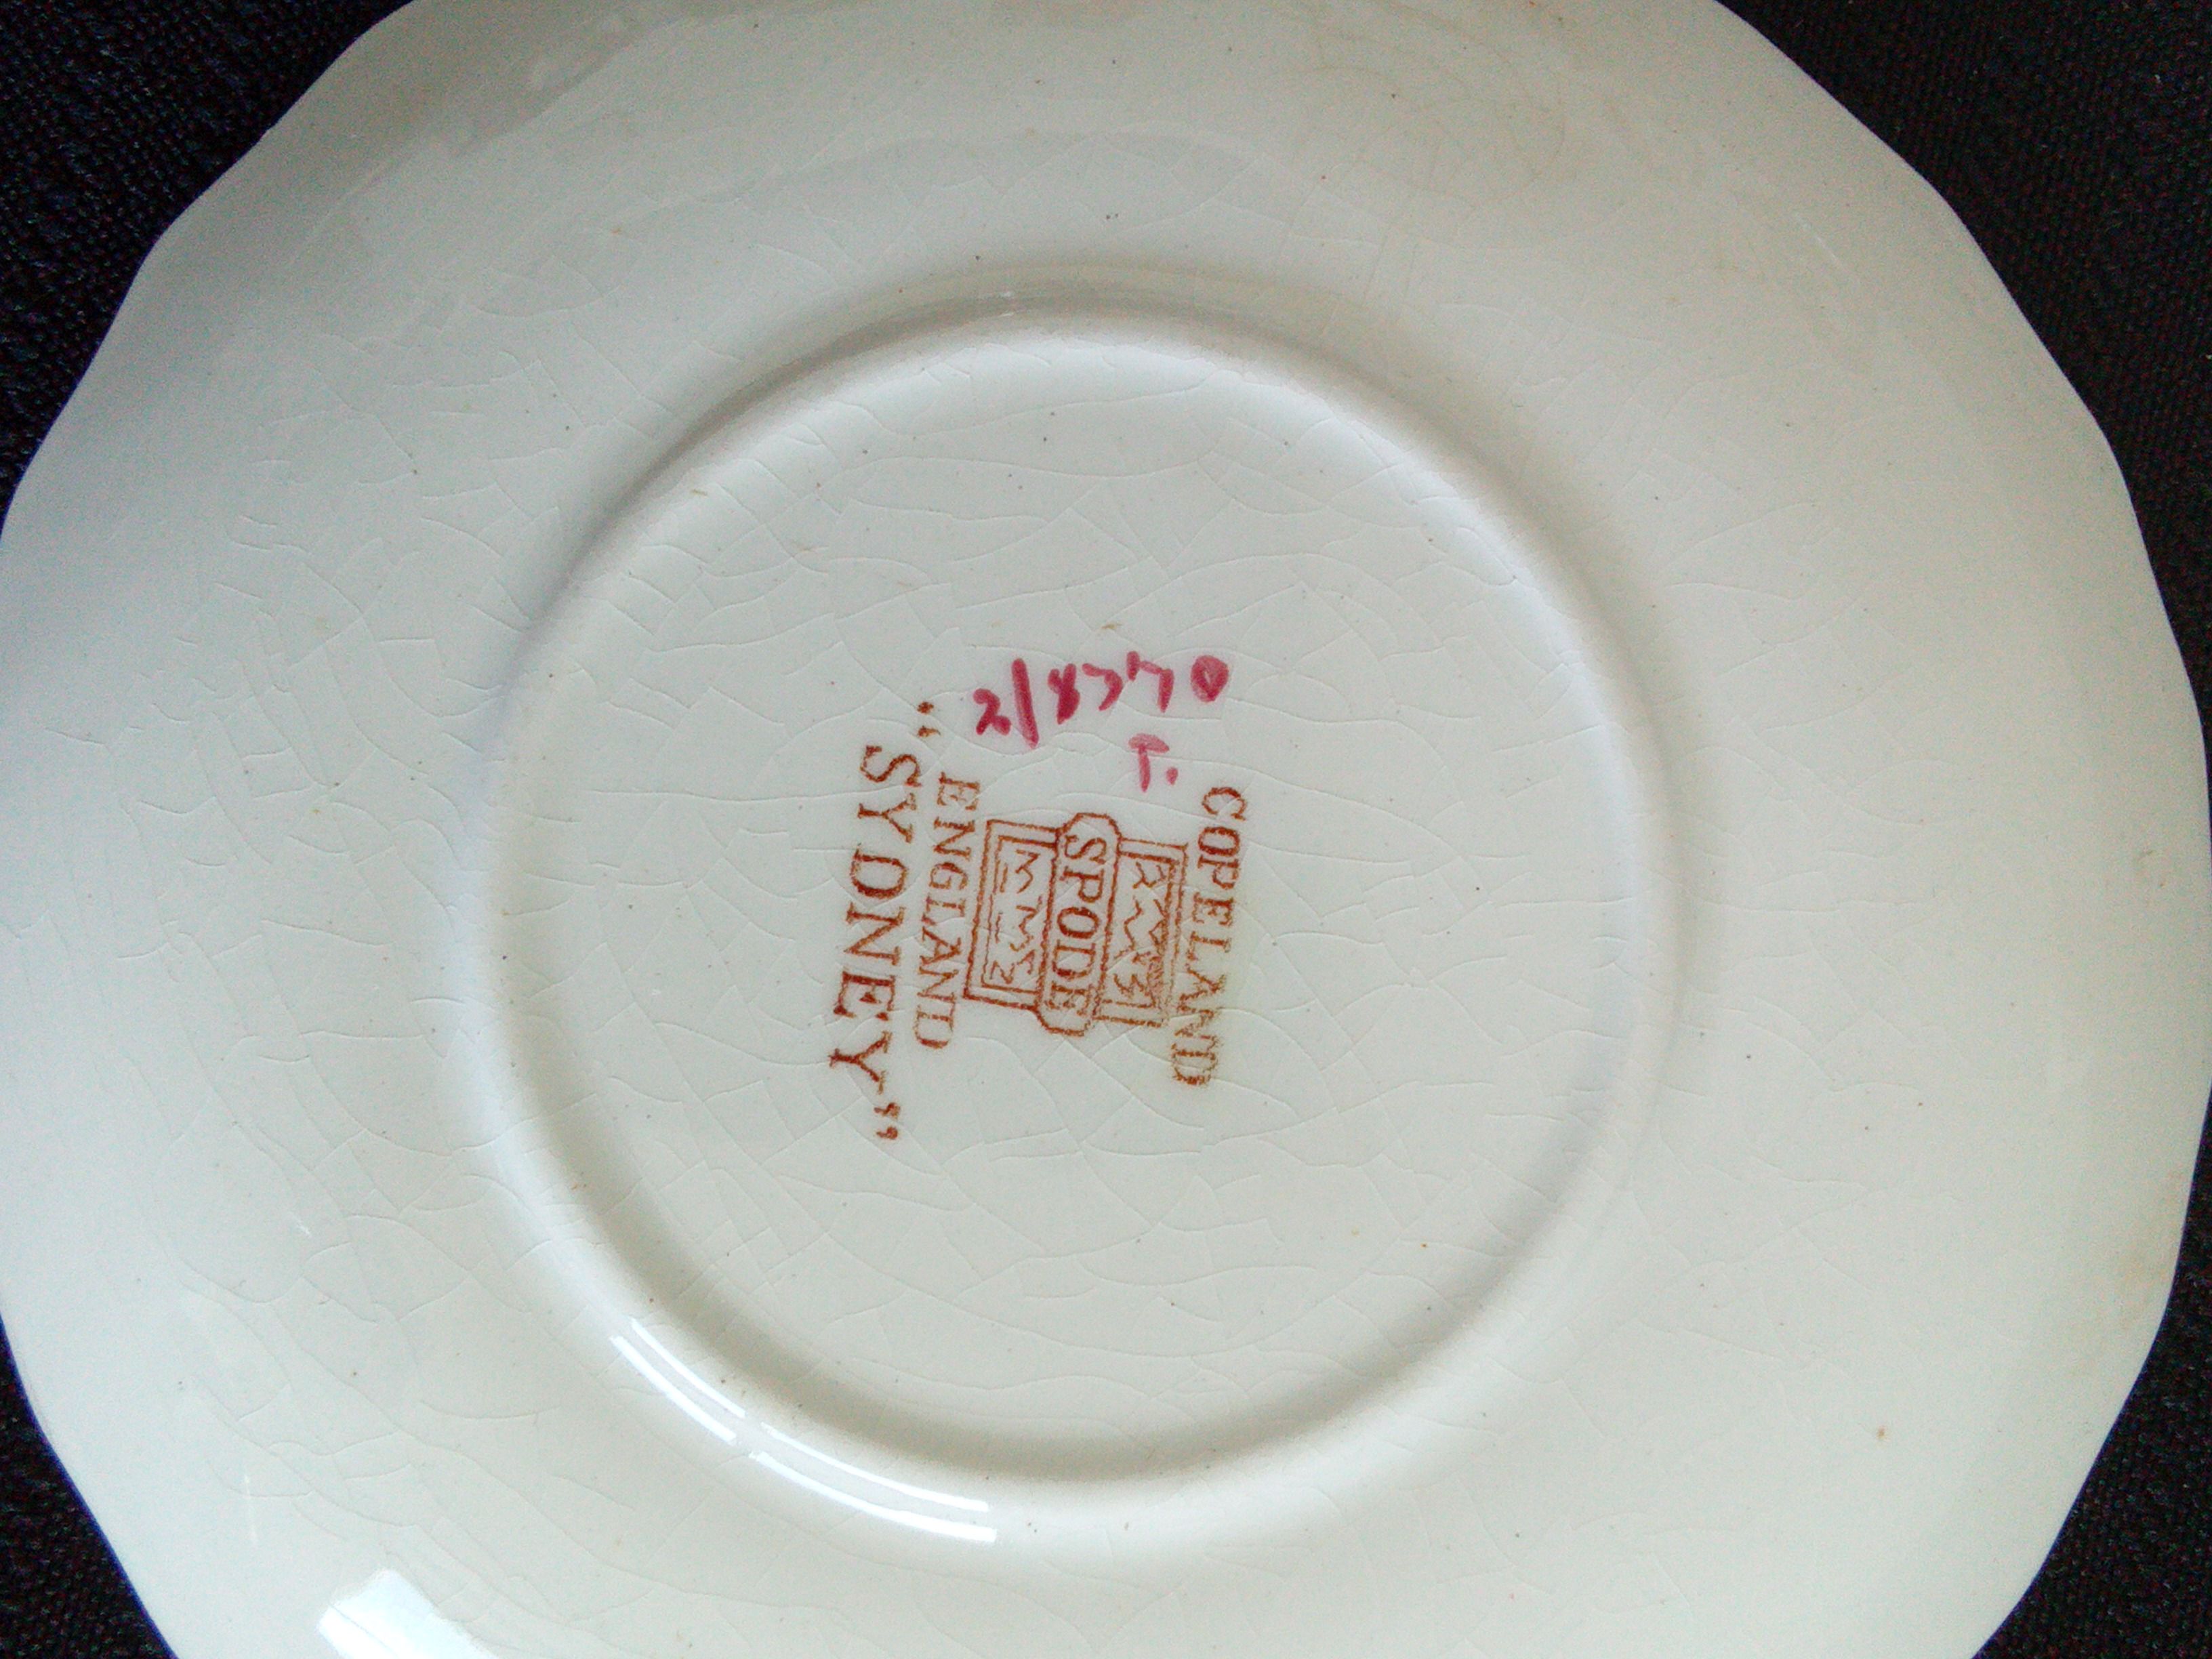 2/8770
T.
COPELAND
SPODE
ENGLAND
“SYDNEY”